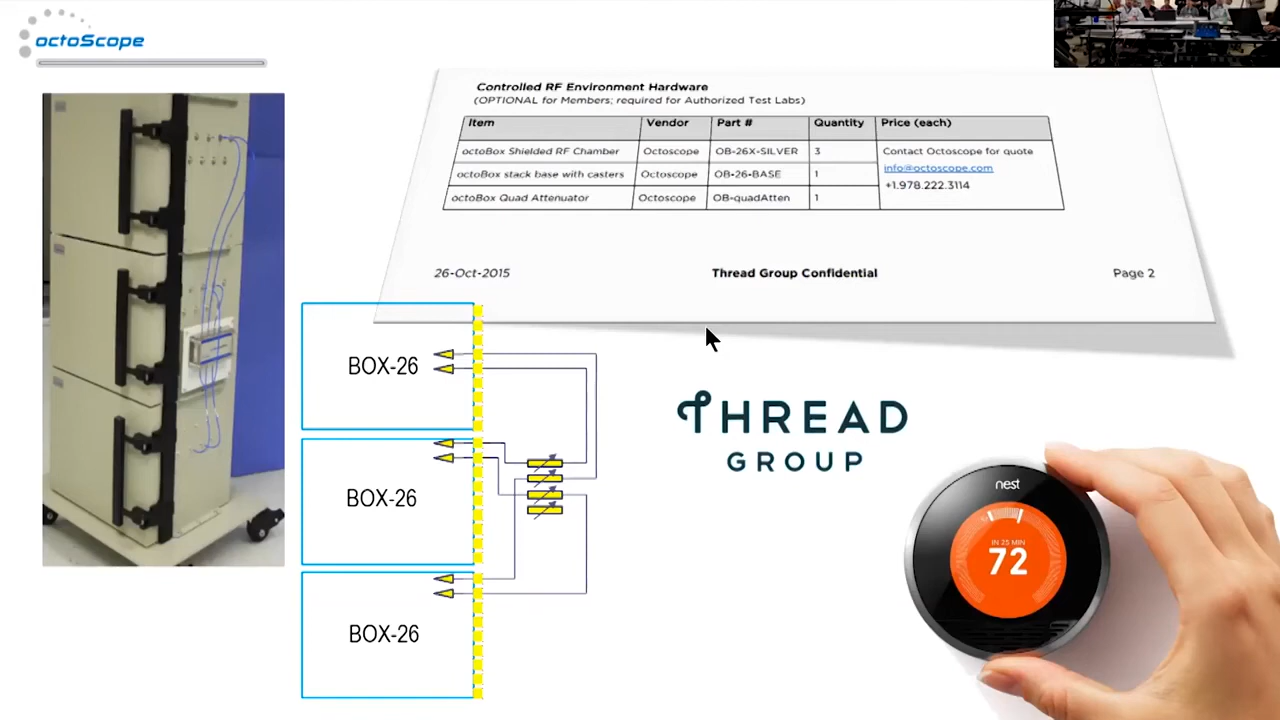 octoScope
Controlled RF Environment Hardware
(OPTIONAL for Members; required for Authorized Test Labs)
Item Vendor Part # Quantity Price (each)
octoBox Shielded RF Chamber Octoscope OB-26X-SILVER 3 Contact Octoscope for quote
info@octoscope.com
octoBox stack base with casters Octoscope OB-26-BASE 1
+1.978.222.3114
octoBox Quad Attenuator Octoscope OB-quadAtten 1
26-Oct-2015 Thread Group Confidential Page 2
BOX-26
BOX-26
BOX-26
THREAD
GROUP
nest
IN 25 MIN
72